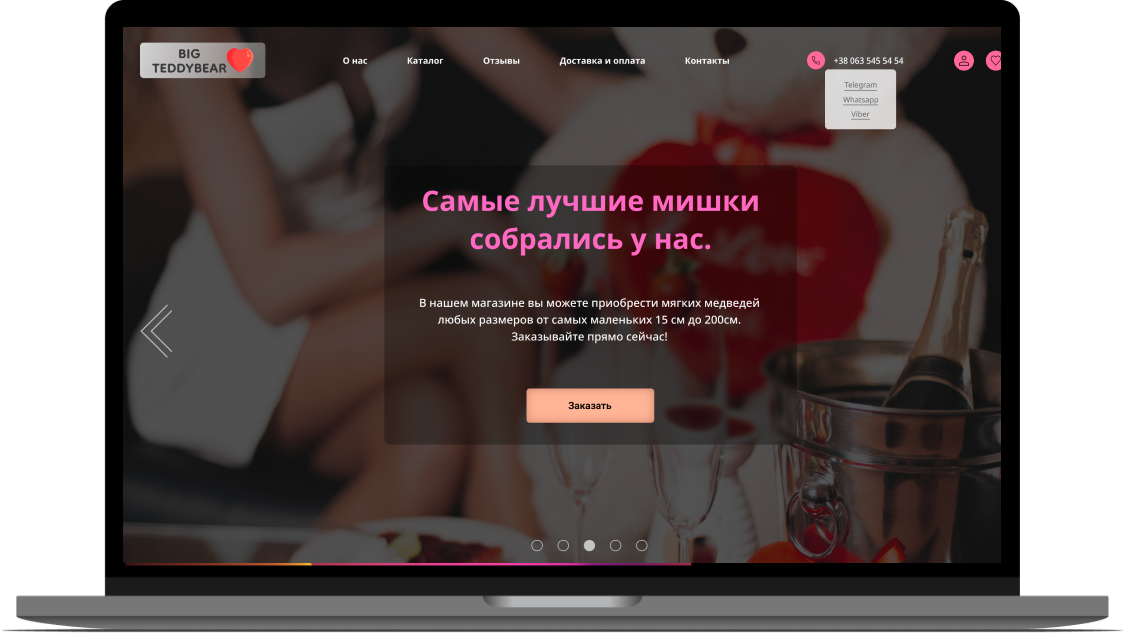 BIG
TEDDYBEAR
О нас
Каталог
Отзывы
Доставка и оплата
Контакты
+38 063 545 54 54
Telegram
Whatsapp
Viber
Самые лучшие мишки
собрались у нас.
В нашем магазине вы можете приобрести мягких медведей
любых размеров от самых маленьких 15 см до 200см.
Заказывайте прямо сейчас!
Заказать